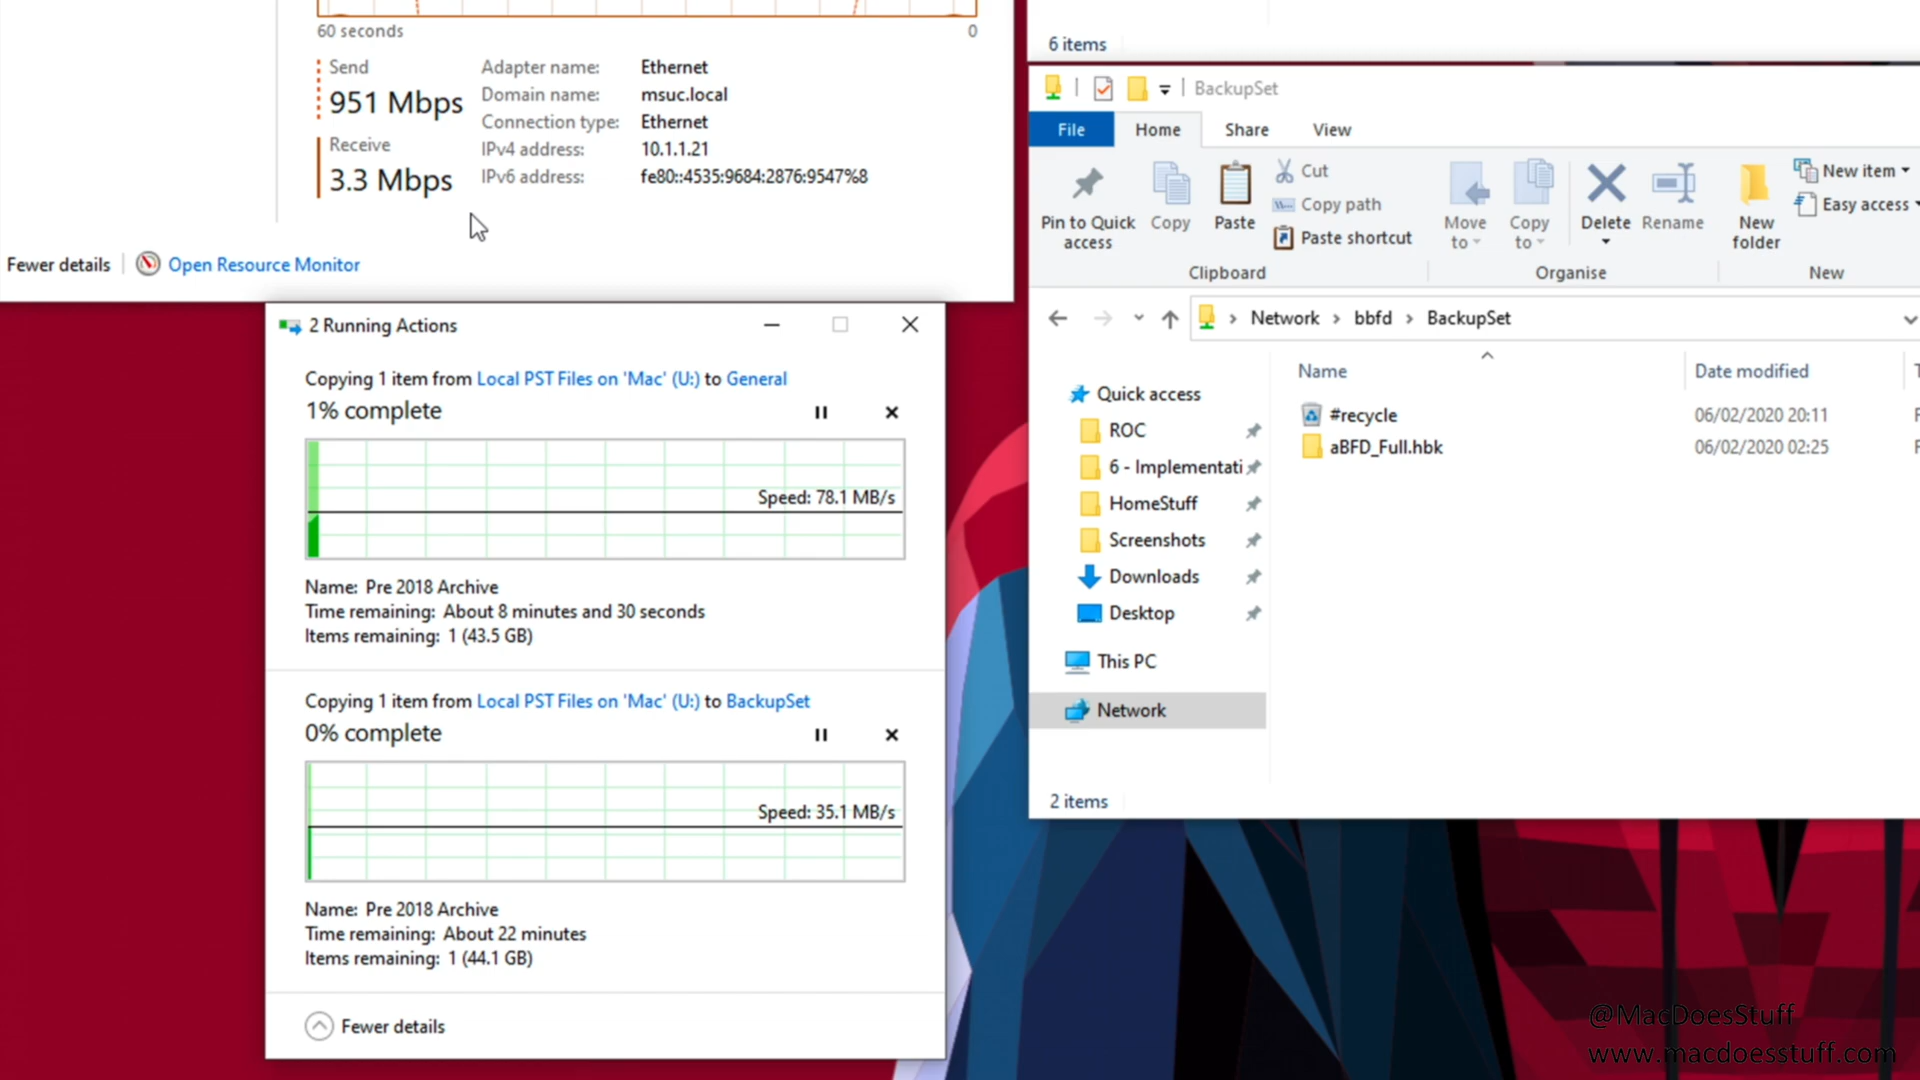 60 seconds
0
Send
951 Mbps
Receive
3.3 Mbps
Adapter name: Ethernet
Domain name: msuc.local
Connection type: Ethernet
IPv4 address: 10.1.1.21
IPv6 address: fe80::4535:9684:2876:9547%8
Fewer details
Open Resource Monitor
2 Running Actions
Copying 1 item from Local PST Files on 'Mac' (U:) to General
1% complete
Speed: 78.1 MB/s
Name: Pre 2018 Archive
Time remaining: About 8 minutes and 30 seconds
Items remaining: 1 (43.5 GB)
Copying 1 item from Local PST Files on 'Mac' (U:) to BackupSet
0% complete
Speed: 35.1 MB/s
Name: Pre 2018 Archive
Time remaining: About 22 minutes
Items remaining: 1 (44.1 GB)
Fewer details
6 items
BackupSet
File Home Share View
Pin to Quick access
Copy
Paste
Cut
Copy path
Paste shortcut
Clipboard
Move to
Copy to
Delete
Rename
Organise
New folder
New item
Easy access
New
Network > bbfd > BackupSet
Quick access
ROC
6 - Implementati
HomeStuff
Screenshots
Downloads
Desktop
This PC
Network
Name Date modified
#recycle 06/02/2020 20:11
aBFD_Full.hbk 06/02/2020 02:25
2 items
@MacDoesStuff
www.macdoesstuff.com